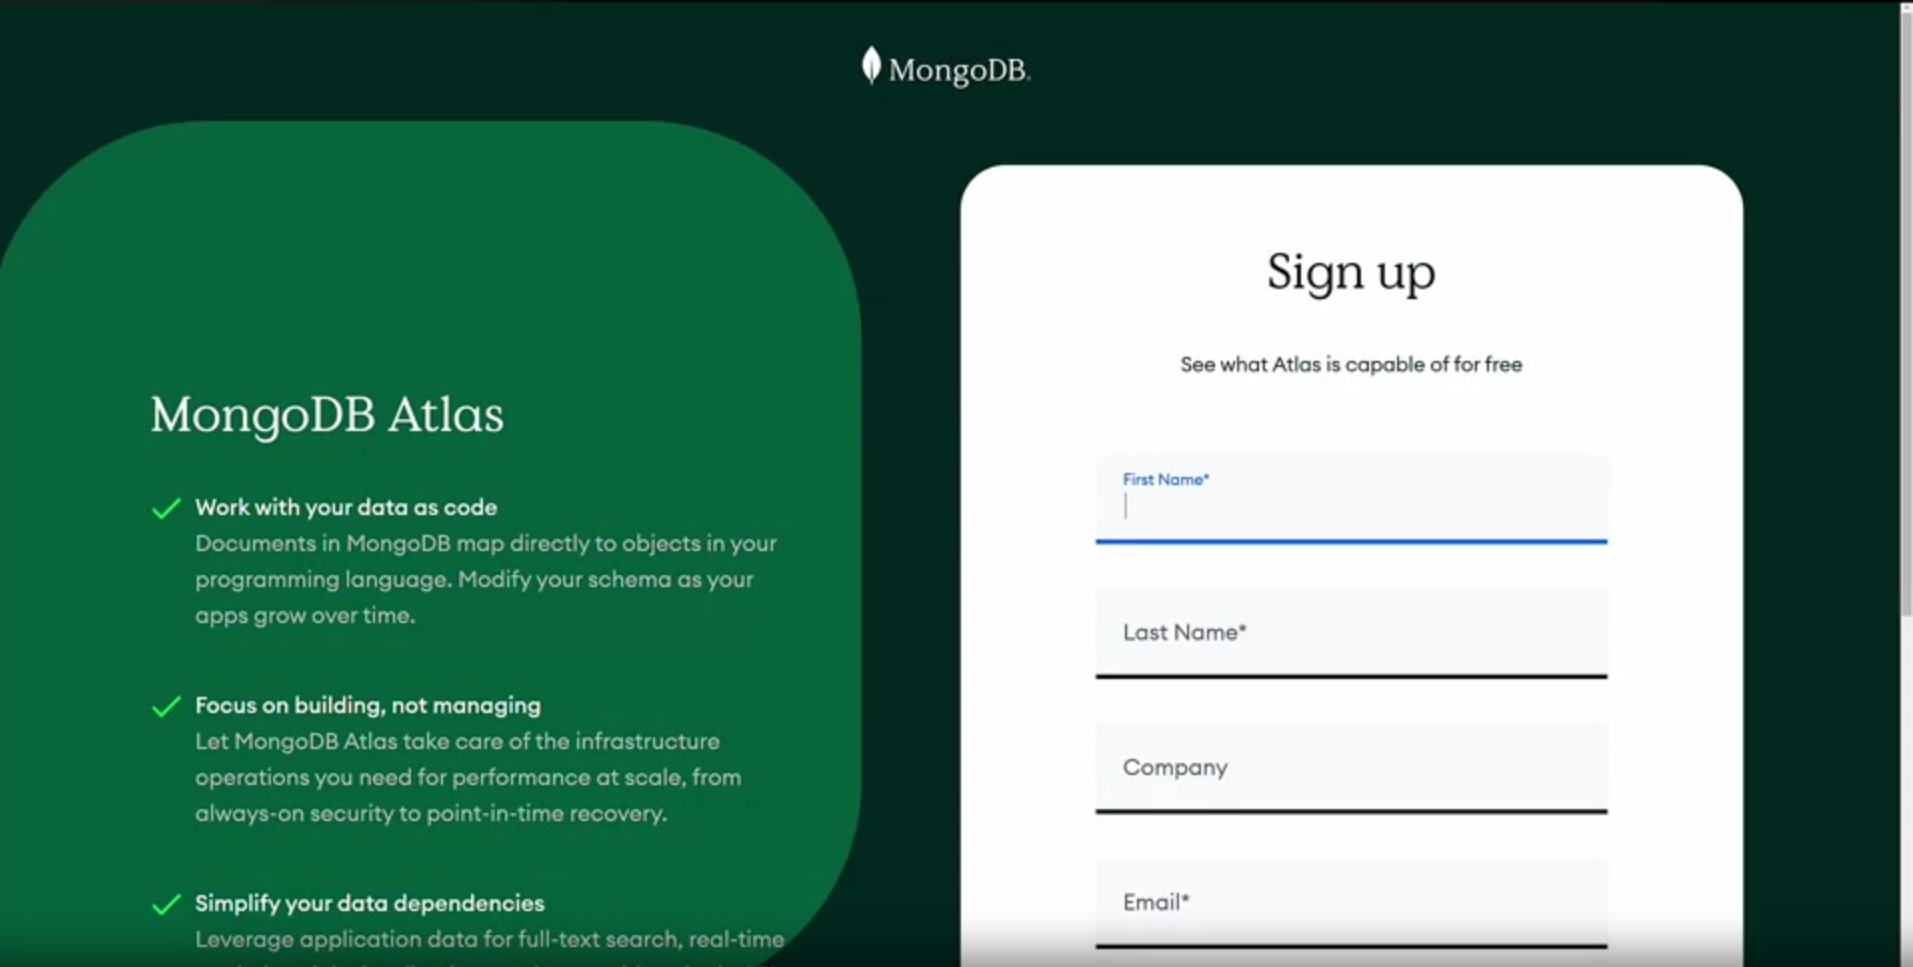 MongoDB.
MongoDB Atlas
Work with your data as code
Documents in MongoDB map directly to objects in your
programming language. Modify your schema as your
apps grow over time.
Focus on building, not managing
Let MongoDB Atlas take care of the infrastructure
operations you need for performance at scale, from
always-on security to point-in-time recovery.
Simplify your data dependencies
Leverage application data for full-text search, real-time
Sign up
See what Atlas is capable of for free
First Name*
Last Name*
Company
Email*